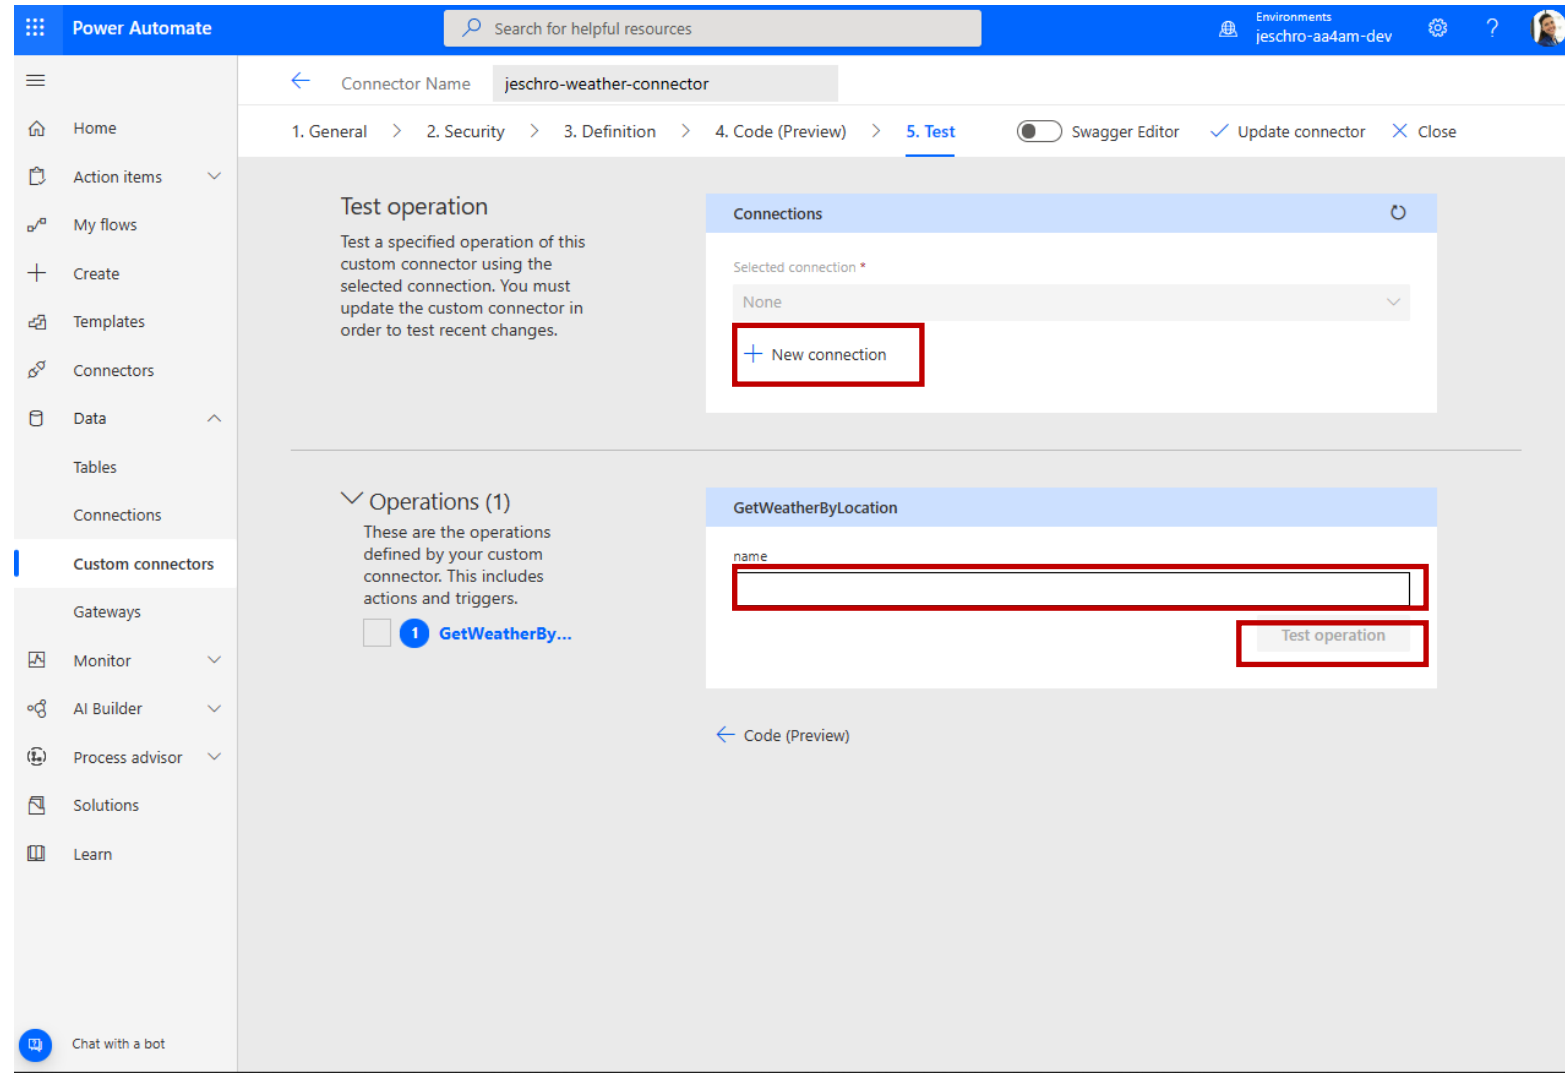 Power Automate
Search for helpful resources
Environments
jeschro-aa4am-dev
?
Connector Name
jeschro-weather-connector
1. General
2. Security
3. Definition
4. Code (Preview)
5. Test
Swagger Editor
Update connector
Close
Home
Action items
My flows
Create
Templates
Connectors
Data
Tables
Connections
Custom connectors
Gateways
Monitor
AI Builder
Process advisor
Solutions
Learn
Chat with a bot
Test operation
Test a specified operation of this
custom connector using the
selected connection. You must
update the custom connector in
order to test recent changes.
Connections
Selected connection *
None
New connection
Operations (1)
These are the operations
defined by your custom
connector. This includes
actions and triggers.
1 GetWeatherBy...
GetWeatherByLocation
name
Test operation
Code (Preview)